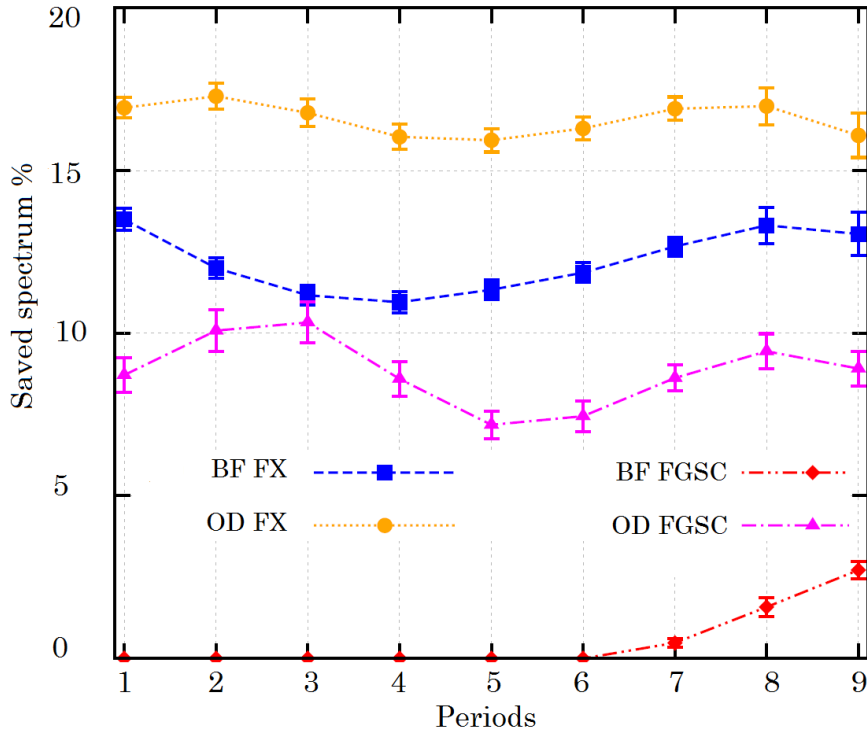 20
15
10
5
0
Saved spectrum %
BF FX
BF FGSC
OD FX
OD FGSC
1 2 3 4 5 6 7 8 9
Periods